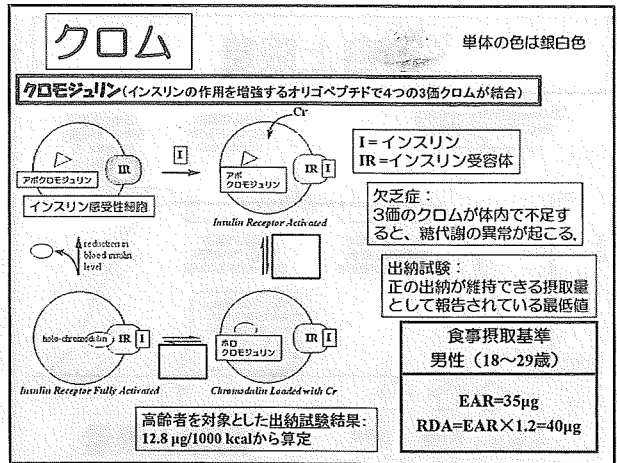 クロム
単体の色は銀白色
クロモジュリン(インスリンの作用を増強するオリゴペプチドで4つの3価クロムが結合)
Cr
I
IR
アポクロモジュリン
インスリン感受性細胞
アポ
クロモジュリン
IR
I
Insulin Receptor Activated
I=インスリン
IR=インスリン受容体
欠乏症:
3価のクロムが体内で不足す
ると、糖代謝の異常が起こる。
reduction in
blood insulin
level
出納試験:
正の出納が維持できる摂取量
として報告されている最低値
holo-chromodulin
IR
I
Insulin Receptor Fully Activated
ホロ
クロモジュリン
IR
I
Chromodulin Loaded with Cr
食事摂取基準
男性(18~29歳)
EAR=35μg
RDA=EAR×1.2=40μg
高齢者を対象とした出納試験結果:
12.8 μg/1000 kcalから算定